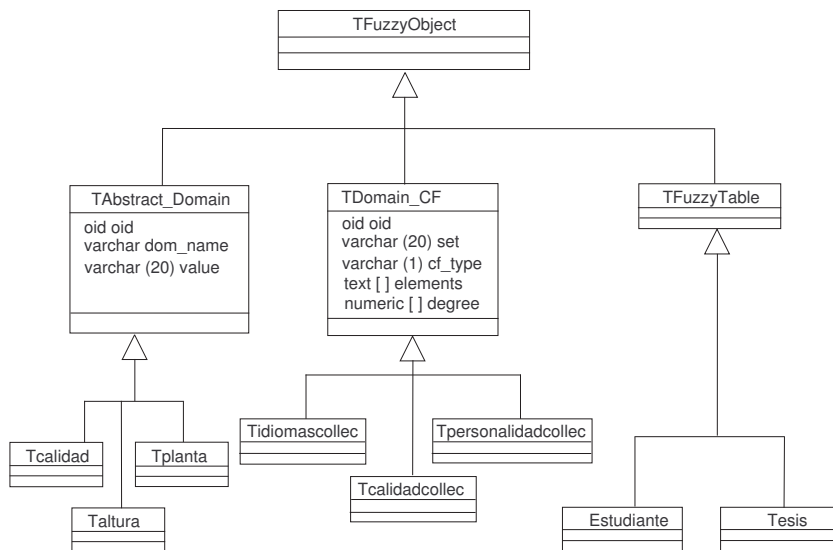 TFuzzyObject
TAbstract_Domain
oid oid
varchar dom_name
varchar (20) value
TDomain_CF
oid oid
varchar (20) set
varchar (1) cf_type
text [ ] elements
numeric [ ] degree
TFuzzyTable
Tcalidad
Tplanta
Taltura
Tidiomascollec
Tpersonalidadcollec
Tcalidadcollec
Estudiante
Tesis